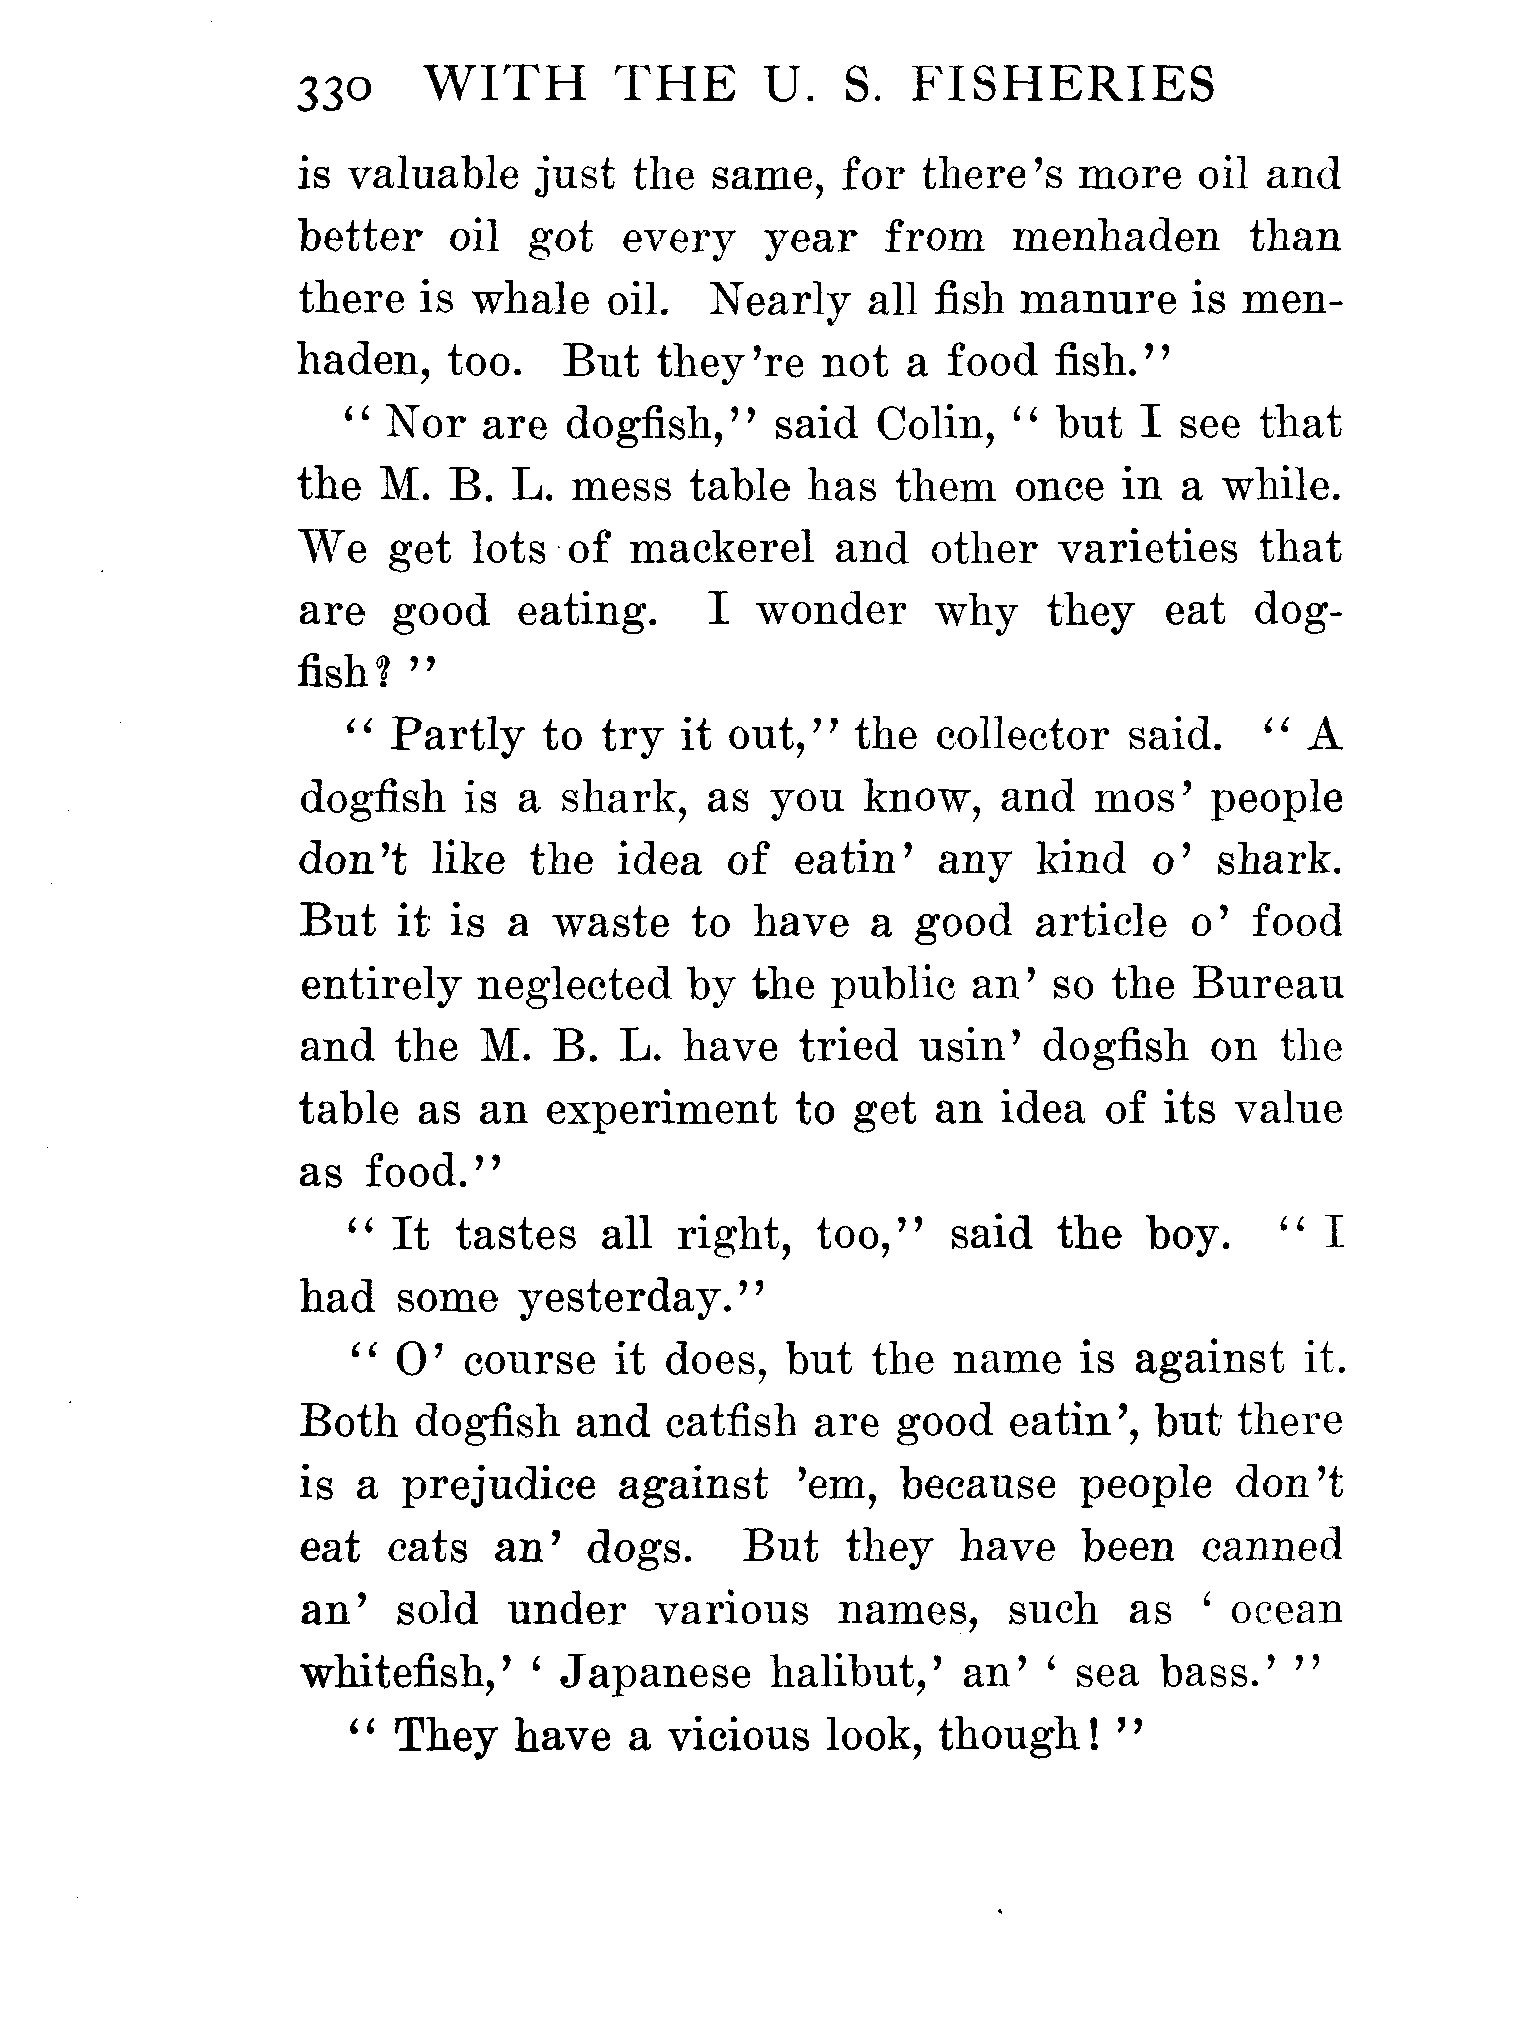 330 WITH THE U. S. FISHERIES
is valuable just the same, for there's more oil and
better oil got every year from menhaden than
there is whale oil. Nearly all fish manure is men-
haden, too. But they're not a food fish."
" Nor are dogfish," said Colin, " but I see that
the M. B. L. mess table has them once in a while.
We get lots of mackerel and other varieties that
are good eating. I wonder why they eat dog-
fish? "
" Partly to try it out," the collector said. " A
dogfish is a shark, as you know, and mos' people
don't like the idea of eatin' any kind o' shark.
But it is a waste to have a good article o' food
entirely neglected by the public an' so the Bureau
and the M. B. L. have tried usin' dogfish on the
table as an experiment to get an idea of its value
as food."
" It tastes all right, too," said the boy. " I
had some yesterday."
" O' course it does, but the name is against it.
Both dogfish and catfish are good eatin', but there
is a prejudice against 'em, because people don't
eat cats an' dogs. But they have been canned
an' sold under various names, such as ' ocean
whitefish,' ' Japanese halibut,' an' ' sea bass.' "
" They have a vicious look, though! "